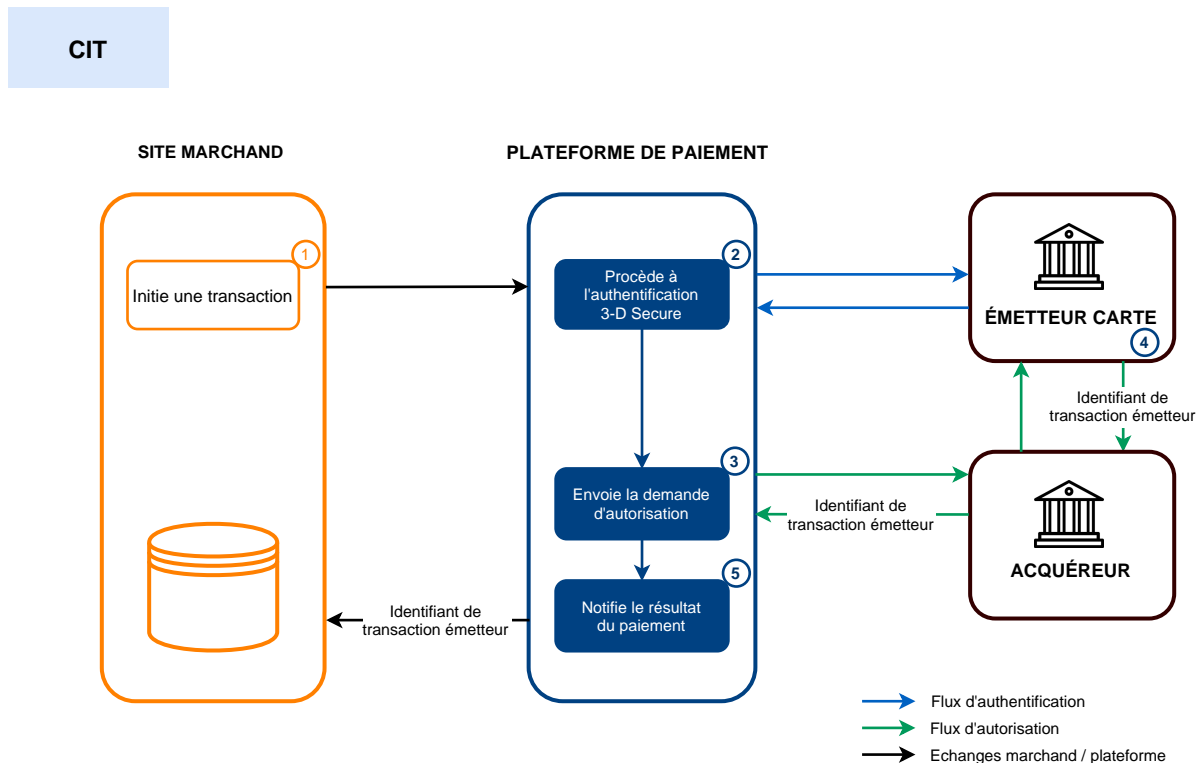 CIT
SITE MARCHAND
PLATEFORME DE PAIEMENT
1
Initie une transaction
2
Procède à
l'authentification
3-D Secure
ÉMETTEUR CARTE
4
Identifiant de
transaction émetteur
3
Envoie la demande
d'autorisation
Identifiant de
transaction émetteur
ACQUÉREUR
5
Notifie le résultat
du paiement
Identifiant de
transaction émetteur
Flux d'authentification
Flux d'autorisation
Echanges marchand / plateforme